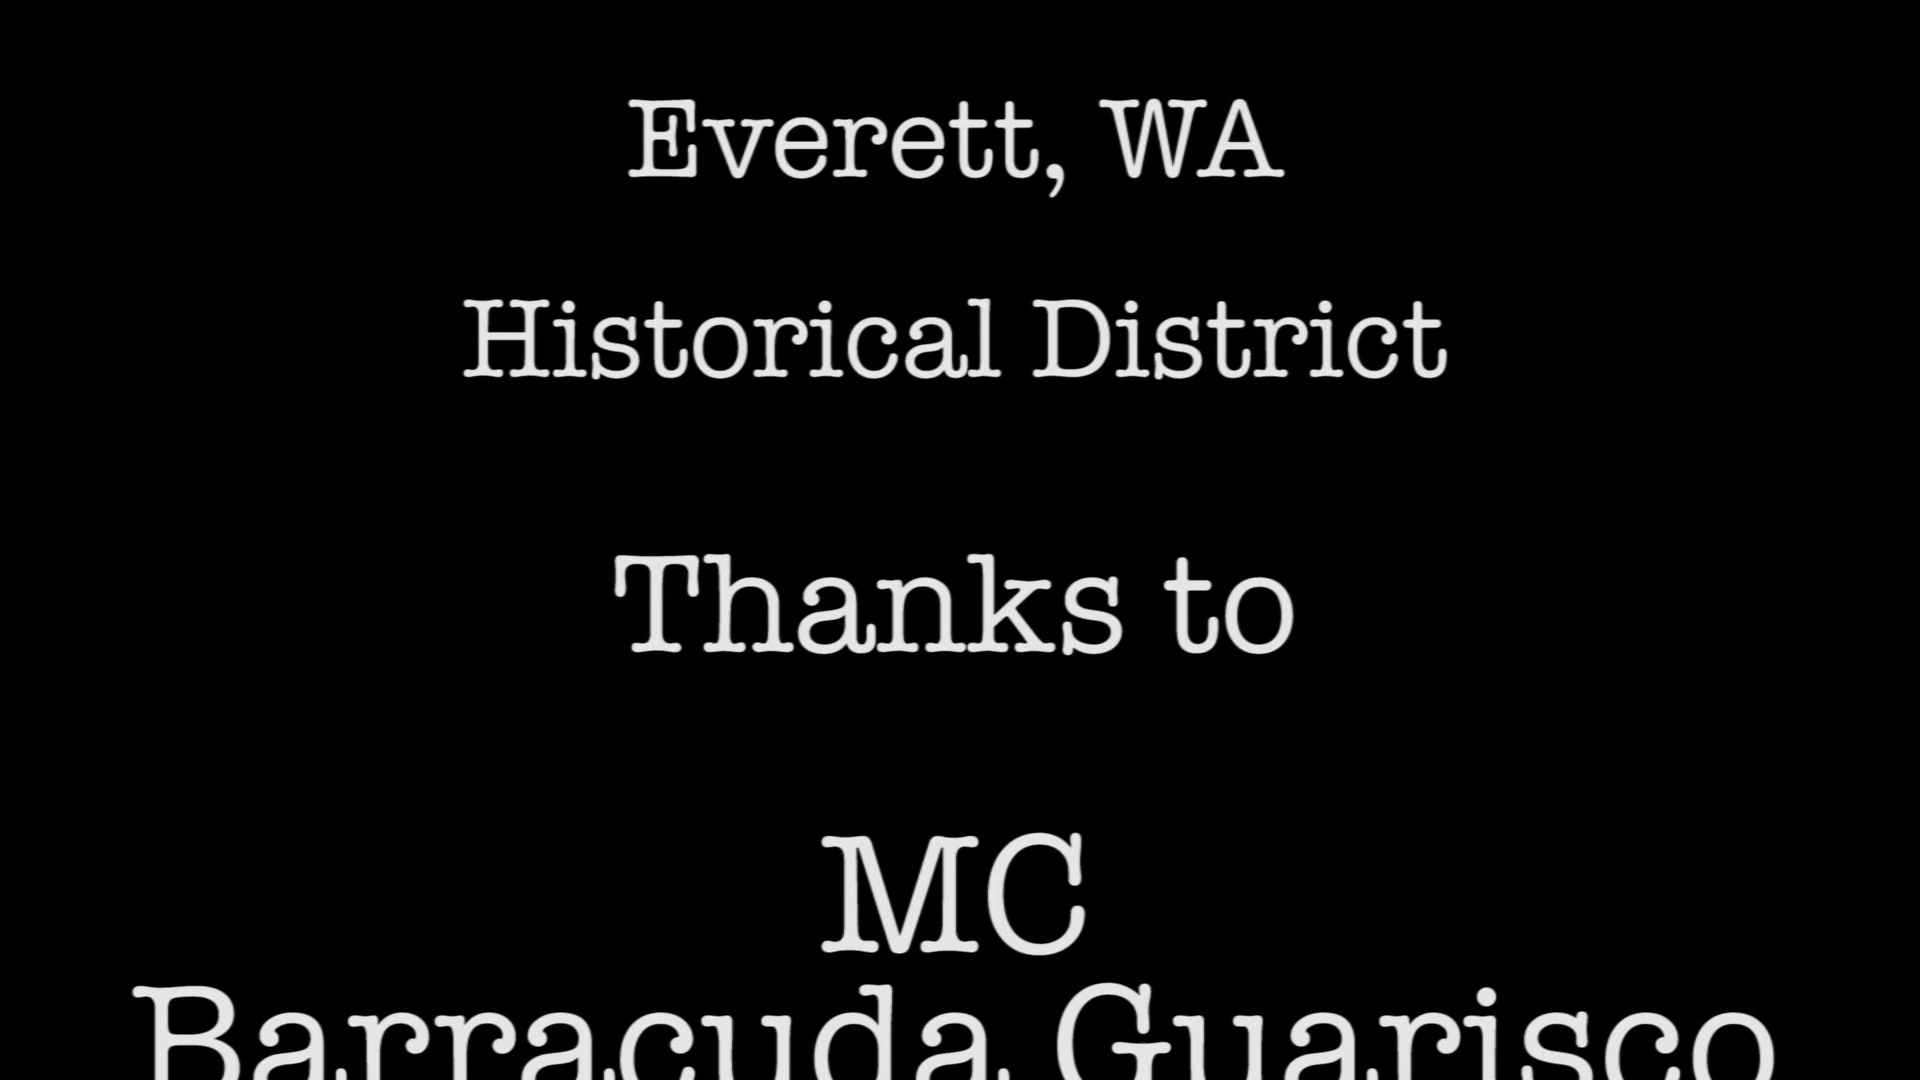 Everett, WA
Historical District
Thanks to
MC
Barracuda Guarisco